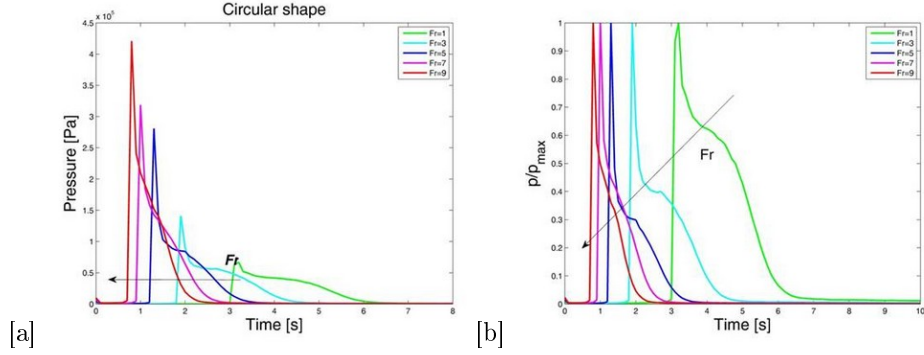 Circular shape
x 10^5
4.5
4
3.5
3
2.5
2
1.5
1
0.5
0
0 1 2 3 4 5 6 7 8
Pressure [Pa]
Time [s]
Fr=1
Fr=3
Fr=5
Fr=7
Fr=9
Fr
[a]
1
0.9
0.8
0.7
0.6
0.5
0.4
0.3
0.2
0.1
0
0 1 2 3 4 5 6 7 8 9 10
p/p_max
Time [s]
Fr=1
Fr=3
Fr=5
Fr=7
Fr=9
Fr
[b]